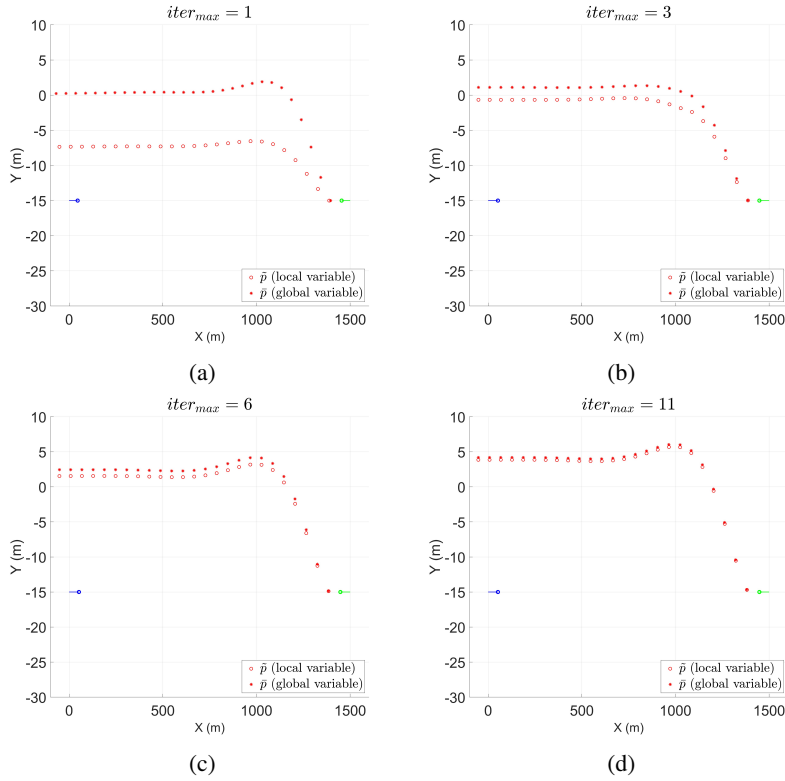 iter_max = 1
10
5
0
-5
-10
-15
-20
-25
-30
Y (m)
0
500
1000
1500
X (m)
p̃ (local variable)
p̄ (global variable)
(a)
iter_max = 3
10
5
0
-5
-10
-15
-20
-25
-30
Y (m)
0
500
1000
1500
X (m)
p̃ (local variable)
p̄ (global variable)
(b)
iter_max = 6
10
5
0
-5
-10
-15
-20
-25
-30
Y (m)
0
500
1000
1500
X (m)
p̃ (local variable)
p̄ (global variable)
(c)
iter_max = 11
10
5
0
-5
-10
-15
-20
-25
-30
Y (m)
0
500
1000
1500
X (m)
p̃ (local variable)
p̄ (global variable)
(d)